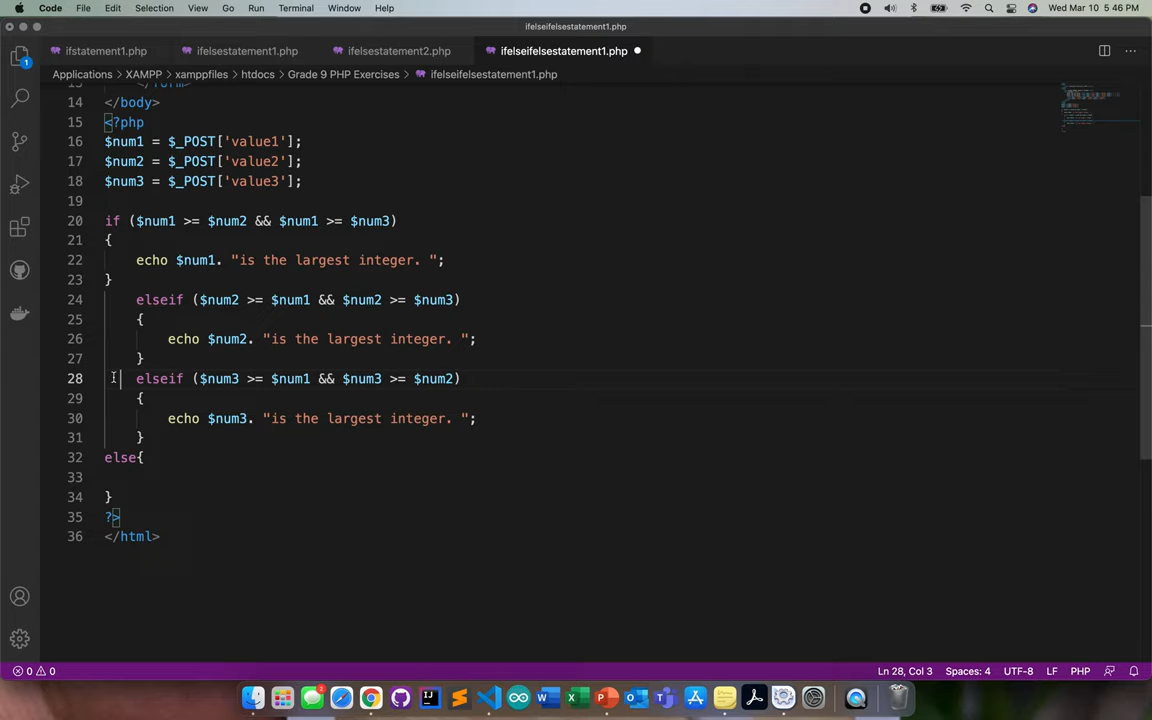 Code File Edit Selection View Go Run Terminal Window Help Wed Mar 10 5:46 PM
ifelseifelsestatement1.php
ifstatement1.php ifelsestatement1.php ifelsestatement2.php ifelseifelsestatement1.php
Applications > XAMPP > xamppfiles > htdocs > Grade 9 PHP Exercises > ifelseifelsestatement1.php
1
13 </form>
14 </body>
15 <?php
16 $num1 = $_POST['value1'];
17 $num2 = $_POST['value2'];
18 $num3 = $_POST['value3'];
19
20 if ($num1 >= $num2 && $num1 >= $num3)
21 {
22 echo $num1. "is the largest integer. ";
23 }
24 elseif ($num2 >= $num1 && $num2 >= $num3)
25 {
26 echo $num2. "is the largest integer. ";
27 }
28 elseif ($num3 >= $num1 && $num3 >= $num2)
29 {
30 echo $num3. "is the largest integer. ";
31 }
32 else{
33
34 }
35 ?>
36 </html>
0 0 Ln 28, Col 3 Spaces: 4 UTF-8 LF PHP